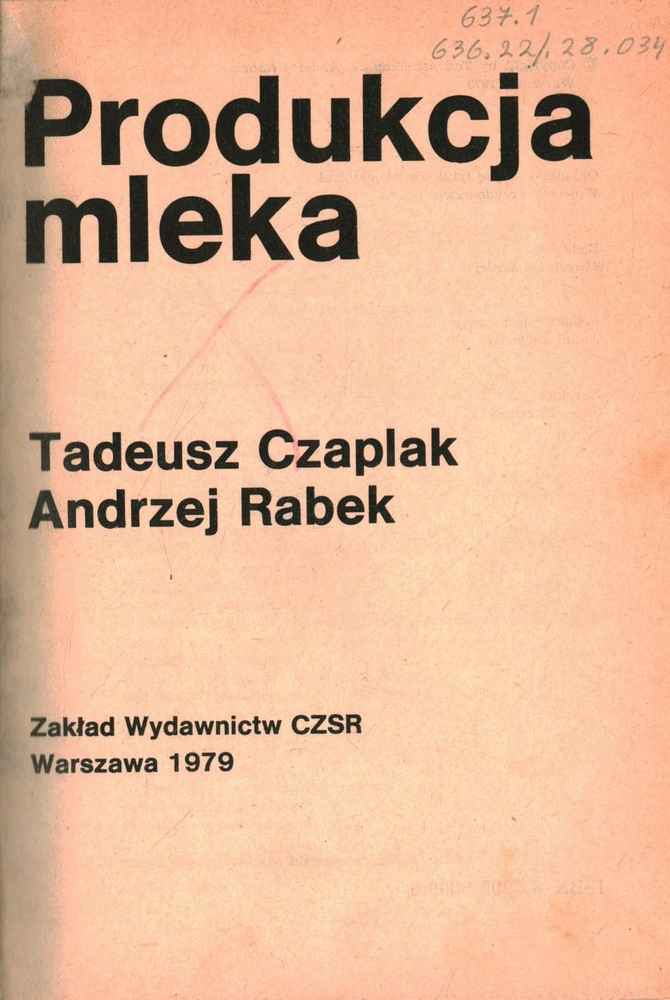 637.1
636.22/.28.034
Produkcja
mleka
Tadeusz Czaplak
Andrzej Rabek
Zakład Wydawnictw CZSR
Warszawa 1979